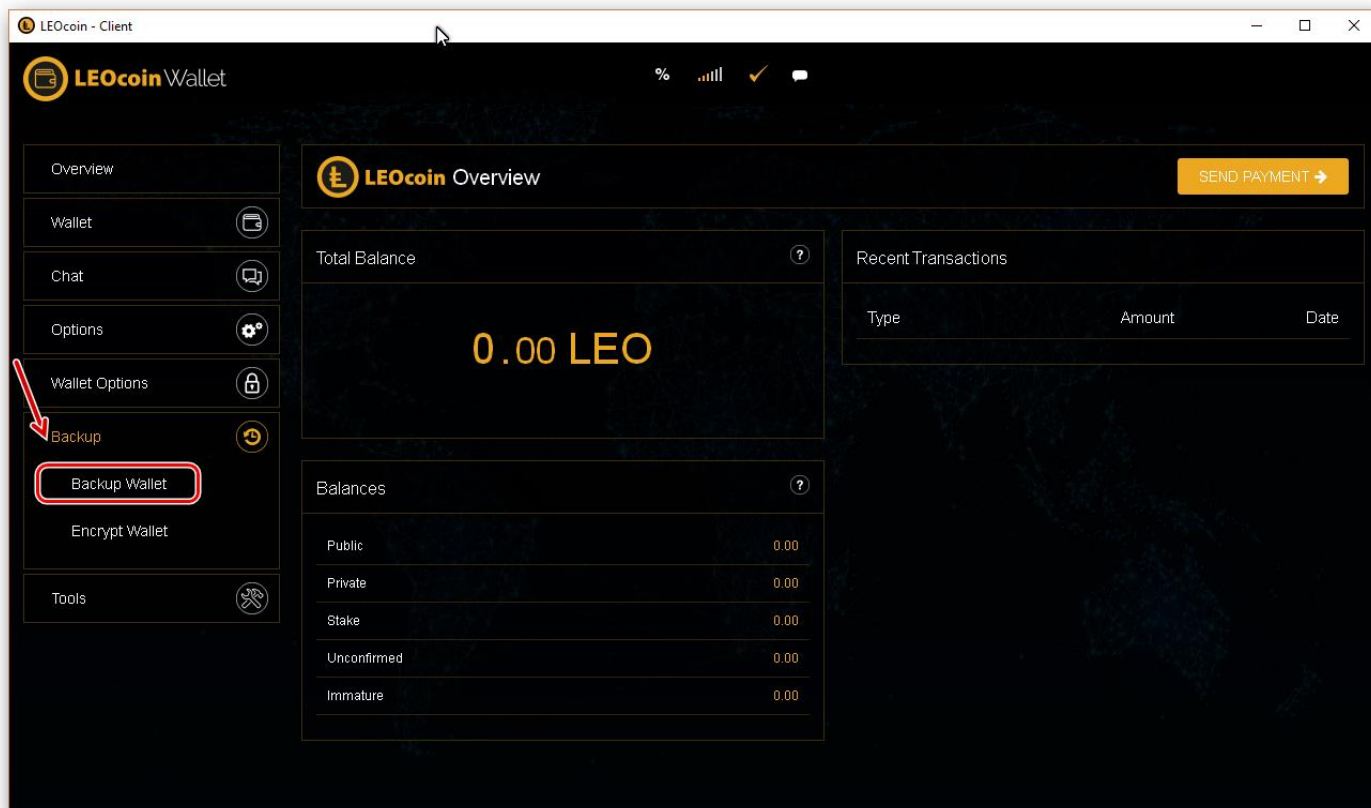 LEOcoin - Client
LEOcoin Wallet
%
Overview
Wallet
Chat
Options
Wallet Options
Backup
Backup Wallet
Encrypt Wallet
Tools
LEOcoin Overview
SEND PAYMENT
Total Balance ?
0.00 LEO
Recent Transactions
Type Amount Date
Balances ?
Public 0.00
Private 0.00
Stake 0.00
Unconfirmed 0.00
Immature 0.00